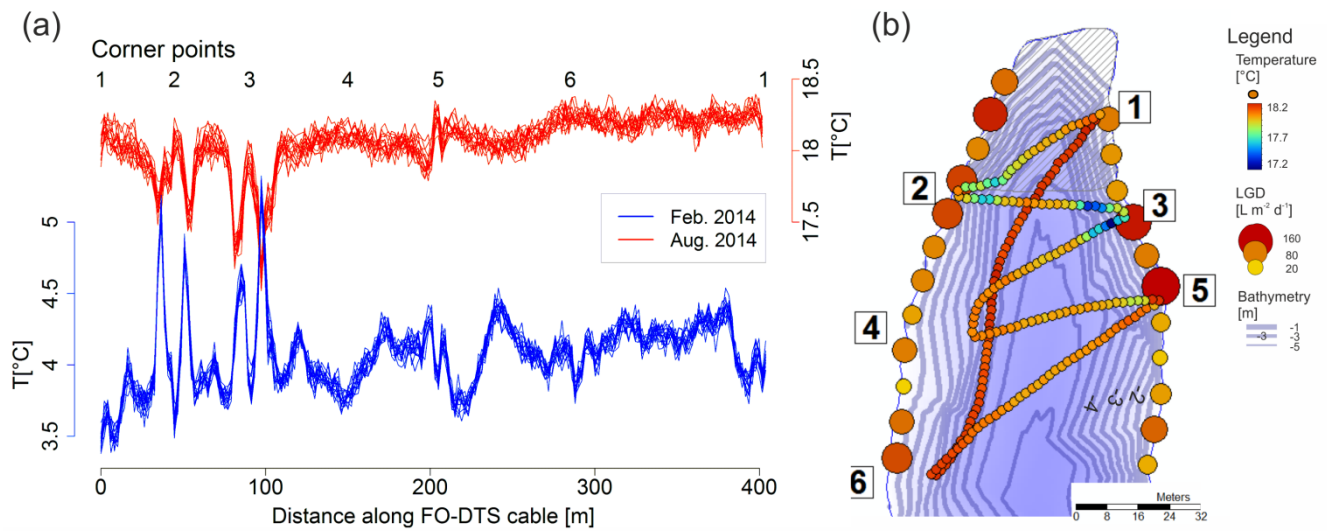 (a)
Corner points
1 2 3 4 5 6 1
18.5
18
17.5
T[°C]
Feb. 2014
Aug. 2014
5
4.5
4
3.5
T[°C]
0 100 200 300 400
Distance along FO-DTS cable [m]
(b)
1
2
3
5
4
6
-4 -3 -2
Meters
0 4 8 16 24 32
Legend
Temperature
[°C]
18.2
17.7
17.2
LGD
[L m⁻² d⁻¹]
160
80
20
Bathymetry
[m]
-1
-3 -3
-5